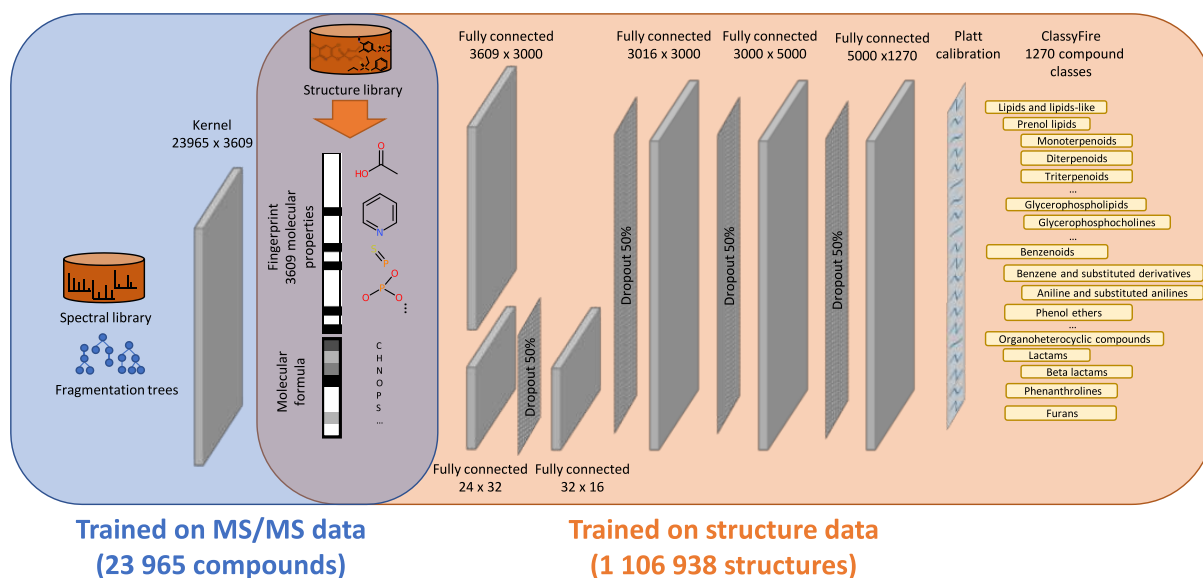 Kernel
23965 x 3609
Spectral library
Fragmentation trees
Structure library
Fingerprint
3609 molecular
properties
Molecular
formula
O
HO
N
S
P
O
P
O
O
...
C
H
N
O
P
S
...
Fully connected
3609 x 3000
Fully connected
24 x 32
Dropout 50%
Fully connected
32 x 16
Dropout 50%
Fully connected
3016 x 3000
Dropout 50%
Fully connected
3000 x 5000
Dropout 50%
Fully connected
5000 x1270
Platt
calibration
ClassyFire
1270 compound
classes
Lipids and lipids-like
Prenol lipids
Monoterpenoids
Diterpenoids
Triterpenoids
...
Glycerophospholipids
Glycerophosphocholines
...
Benzenoids
Benzene and substituted derivatives
Aniline and substituted anilines
Phenol ethers
...
Organoheterocyclic compounds
Lactams
Beta lactams
Phenanthrolines
Furans
Trained on MS/MS data
(23 965 compounds)
Trained on structure data
(1 106 938 structures)